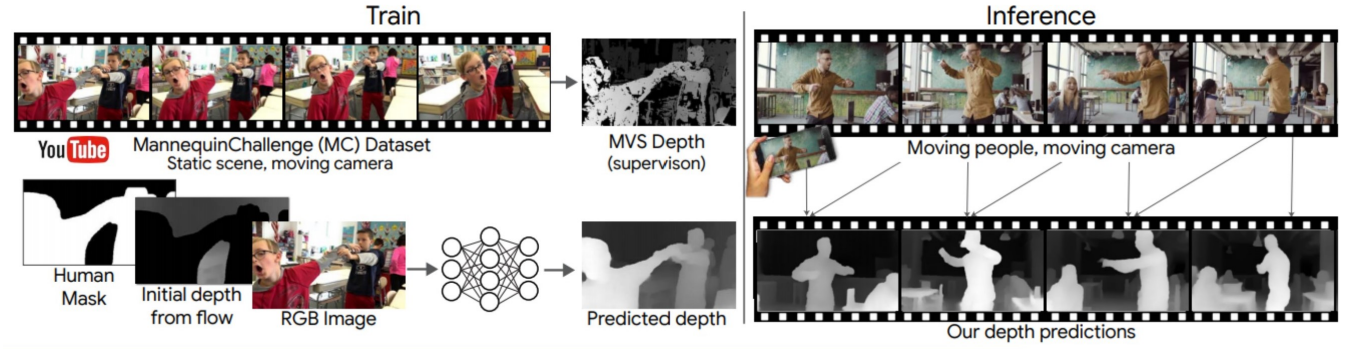 Train
YouTube
MannequinChallenge (MC) Dataset
Static scene, moving camera
MVS Depth
(supervison)
Human
Mask
Initial depth
from flow
RGB Image
Predicted depth
Inference
Moving people, moving camera
Our depth predictions